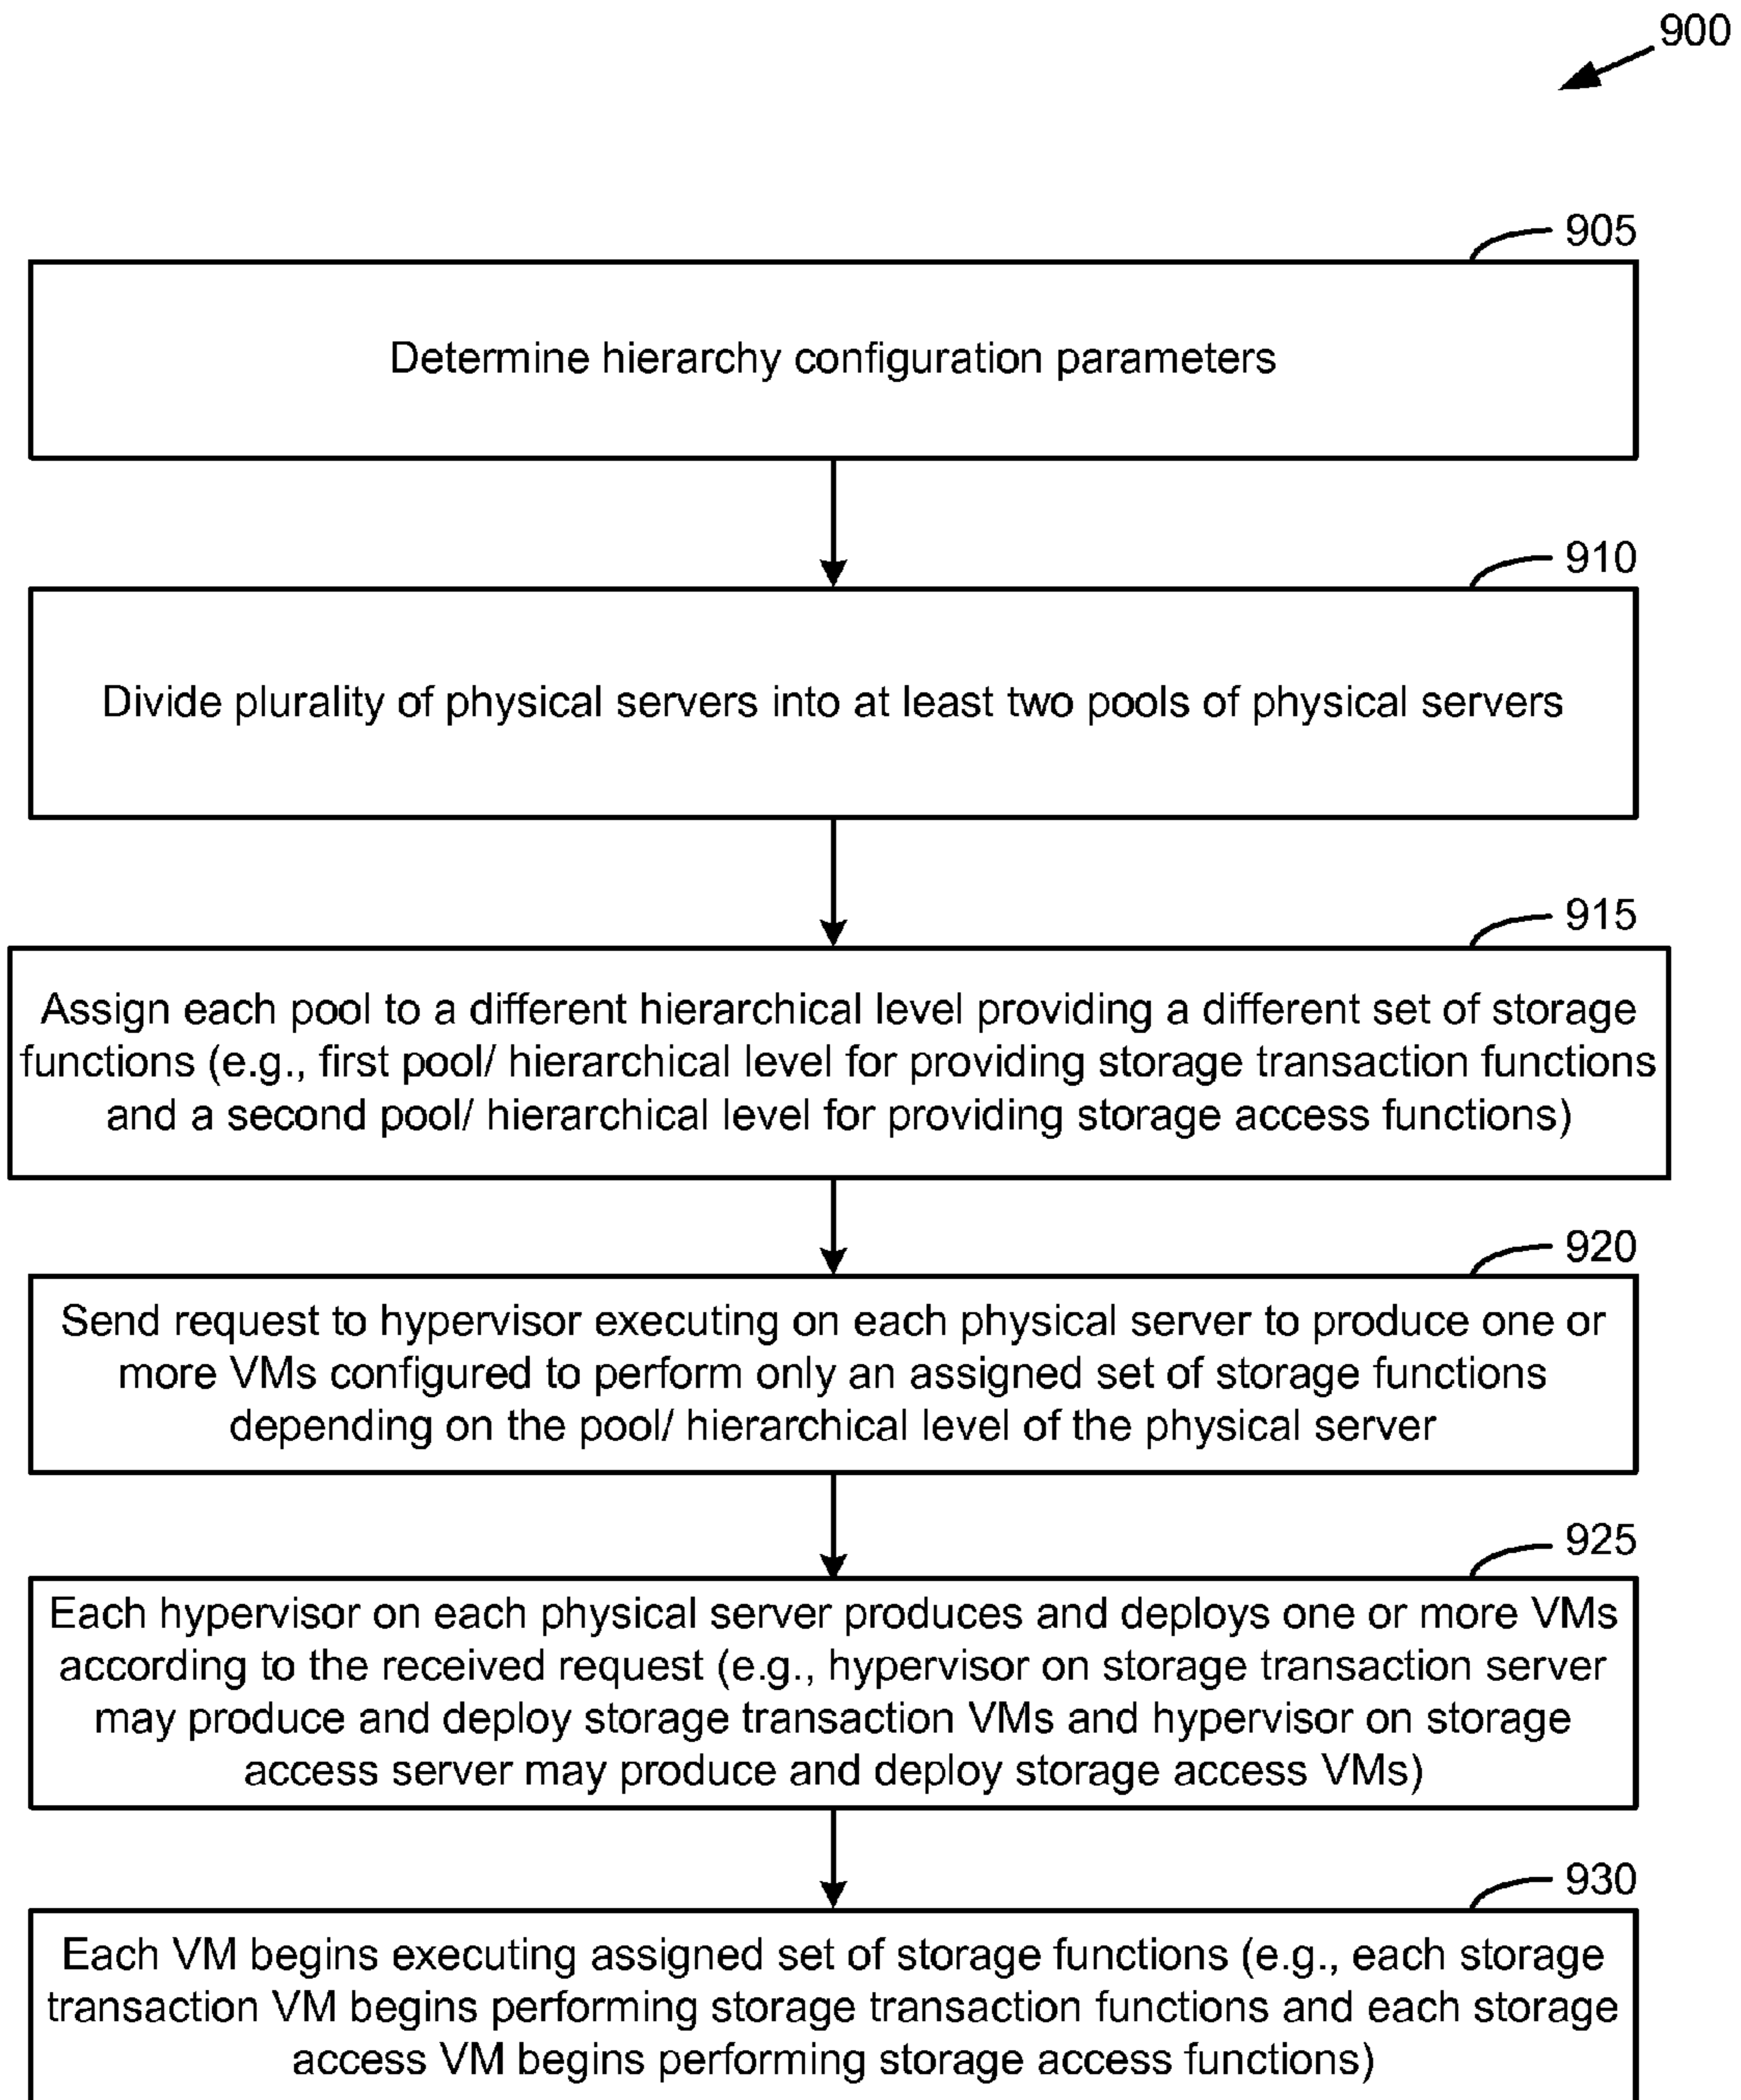 900
905
Determine hierarchy configuration parameters
910
Divide plurality of physical servers into at least two pools of physical servers
915
Assign each pool to a different hierarchical level providing a different set of storage
functions (e.g., first pool/ hierarchical level for providing storage transaction functions
and a second pool/ hierarchical level for providing storage access functions)
920
Send request to hypervisor executing on each physical server to produce one or
more VMs configured to perform only an assigned set of storage functions
depending on the pool/ hierarchical level of the physical server
925
Each hypervisor on each physical server produces and deploys one or more VMs
according to the received request (e.g., hypervisor on storage transaction server
may produce and deploy storage transaction VMs and hypervisor on storage
access server may produce and deploy storage access VMs)
930
Each VM begins executing assigned set of storage functions (e.g., each storage
transaction VM begins performing storage transaction functions and each storage
access VM begins performing storage access functions)